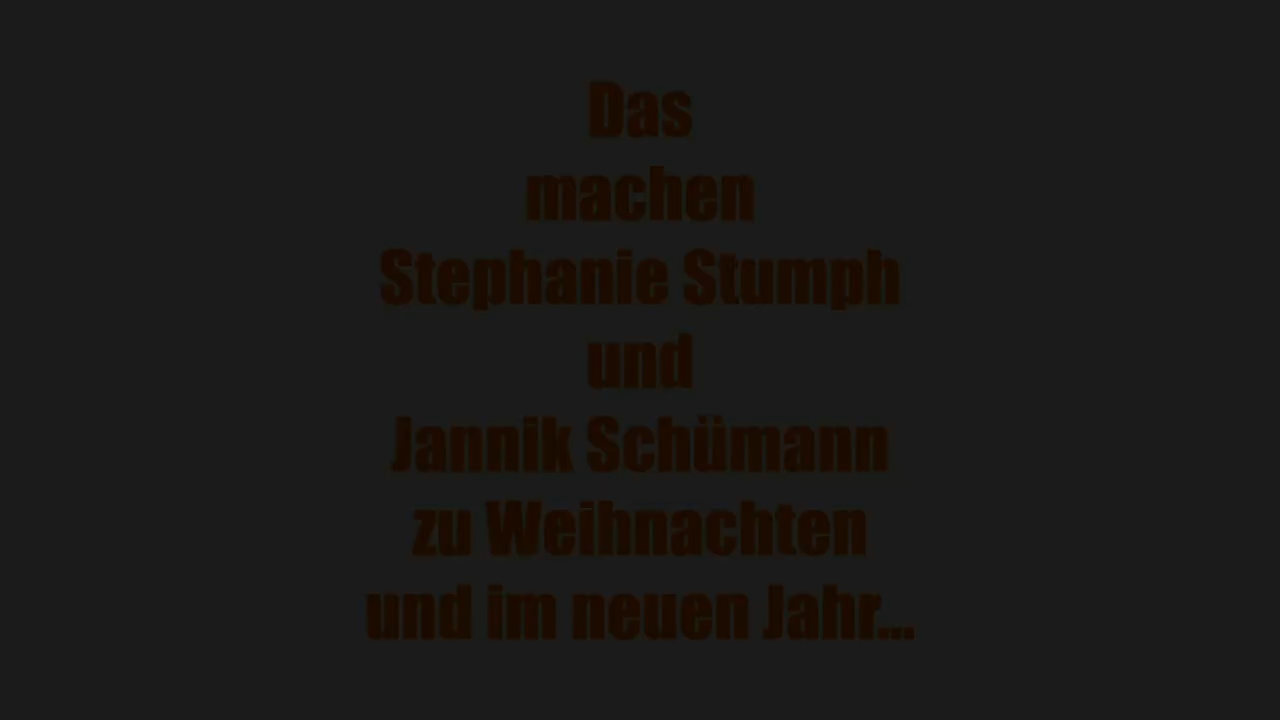 Das
machen
Stephanie Stumph
und
Jannik Schümann
zu Weihnachten
und im neuen Jahr...